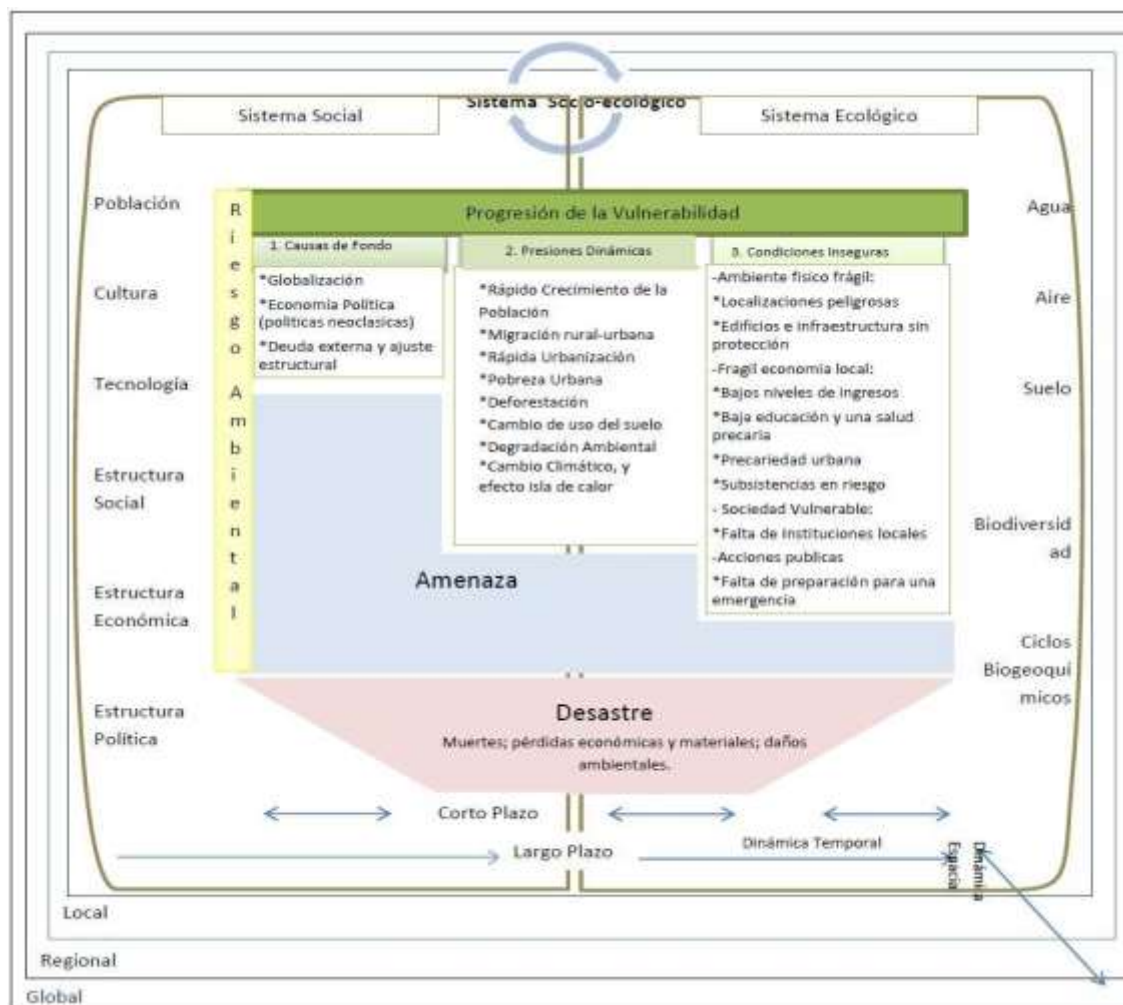 Sistema Socio-ecológico
Sistema Social
Sistema Ecológico
Población
Cultura
Tecnología
Estructura
Social
Estructura
Económica
Estructura
Política
Riesgo Ambiental
Progresión de la Vulnerabilidad
1. Causas de Fondo
*Globalización
*Economía Política
(políticas neoclasicas)
*Deuda externa y ajuste
estructural
2. Presiones Dinámicas
*Rápido Crecimiento de la
Población
*Migración rural-urbana
*Rápida Urbanización
*Pobreza Urbana
*Deforestación
*Cambio de uso del suelo
*Degradación Ambiental
*Cambio Climático, y
efecto isla de calor
3. Condiciones Inseguras
-Ambiente físico frágil:
*Localizaciones peligrosas
*Edificios e infraestructura sin
protección
-Fragil economía local:
*Bajos niveles de ingresos
*Baja educación y una salud
precaria
*Precariedad urbana
*Subsistencias en riesgo
- Sociedad Vulnerable:
*Falta de instituciones locales
-Acciones publicas
*Falta de preparación para una
emergencia
Agua
Aire
Suelo
Biodiversid
ad
Ciclos
Biogeoquí
micos
Amenaza
Desastre
Muertes; pérdidas económicas y materiales; daños
ambientales.
Corto Plazo
Largo Plazo
Dinámica Temporal
Dinámica
Espacia
Local
Regional
Global